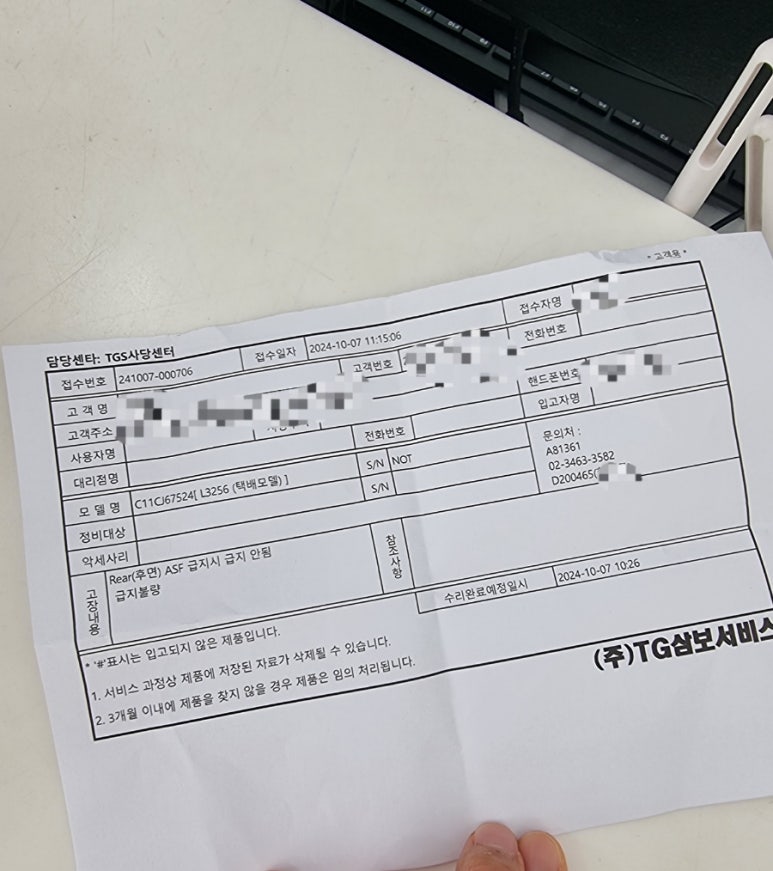 * 고객용 *
담당센타: TGS사당센터
접수번호 241007-000706 접수일자 2024-10-07 11:15:06 접수자명
고 객 명 고객번호 전화번호
고객주소 핸드폰번호
사용자명 전화번호 입고자명
대리점명 S/N NOT 문의처 :
모 델 명 C11CJ67524[ L3256 (택배모델) ] S/N A81361
정비대상 02-3463-3582
악세사리 D200465(
고장내용 Rear(후면) ASF 급지시 급지 안됨 참조사항
급지불량
수리완료예정일시 2024-10-07 10:26
* '#'표시는 입고되지 않은 제품입니다.
1. 서비스 과정상 제품에 저장된 자료가 삭제될 수 있습니다.
2. 3개월 이내에 제품을 찾지 않을 경우 제품은 임의 처리됩니다.
(주)TG삼보서비스